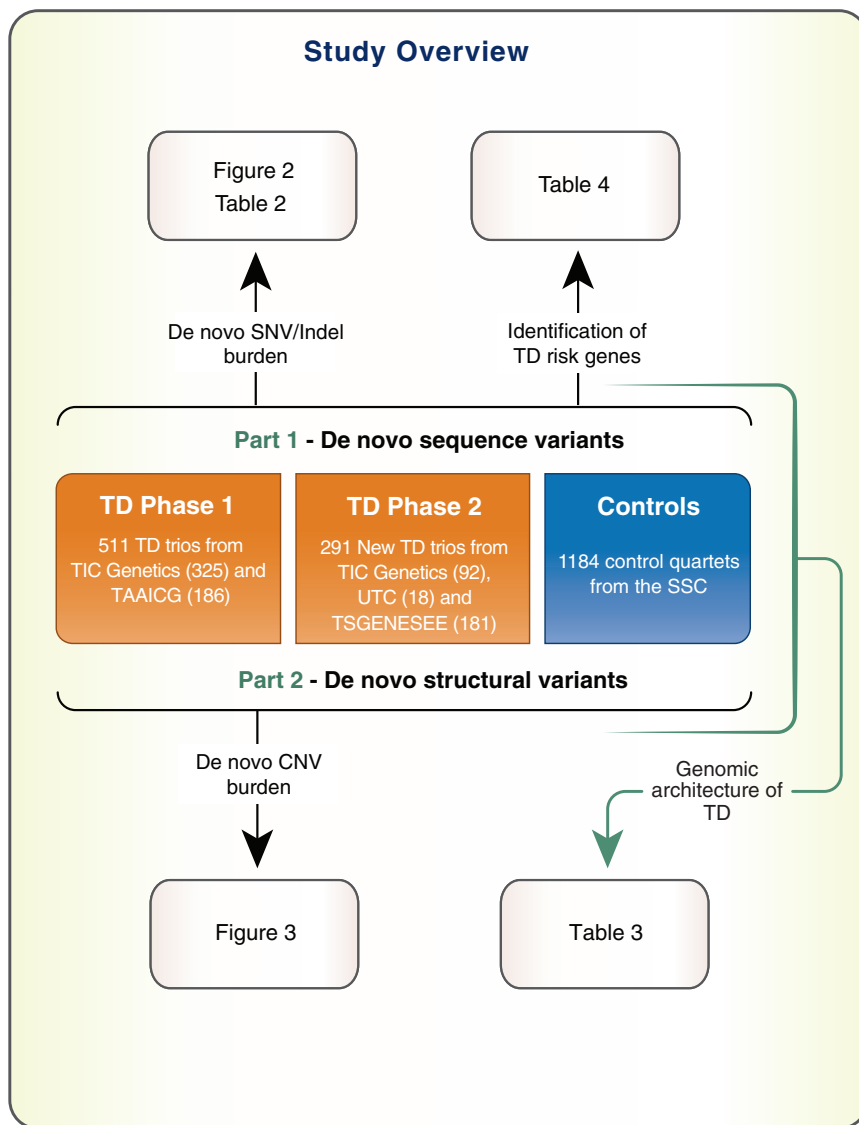 Study Overview
Figure 2
Table 2
Table 4
De novo SNV/Indel
burden
Identification of
TD risk genes
Part 1 - De novo sequence variants
TD Phase 1
511 TD trios from
TIC Genetics (325) and
TAAICG (186)
TD Phase 2
291 New TD trios from
TIC Genetics (92),
UTC (18) and
TSGENESEE (181)
Controls
1184 control quartets
from the SSC
Part 2 - De novo structural variants
De novo CNV
burden
Genomic
architecture of
TD
Figure 3
Table 3